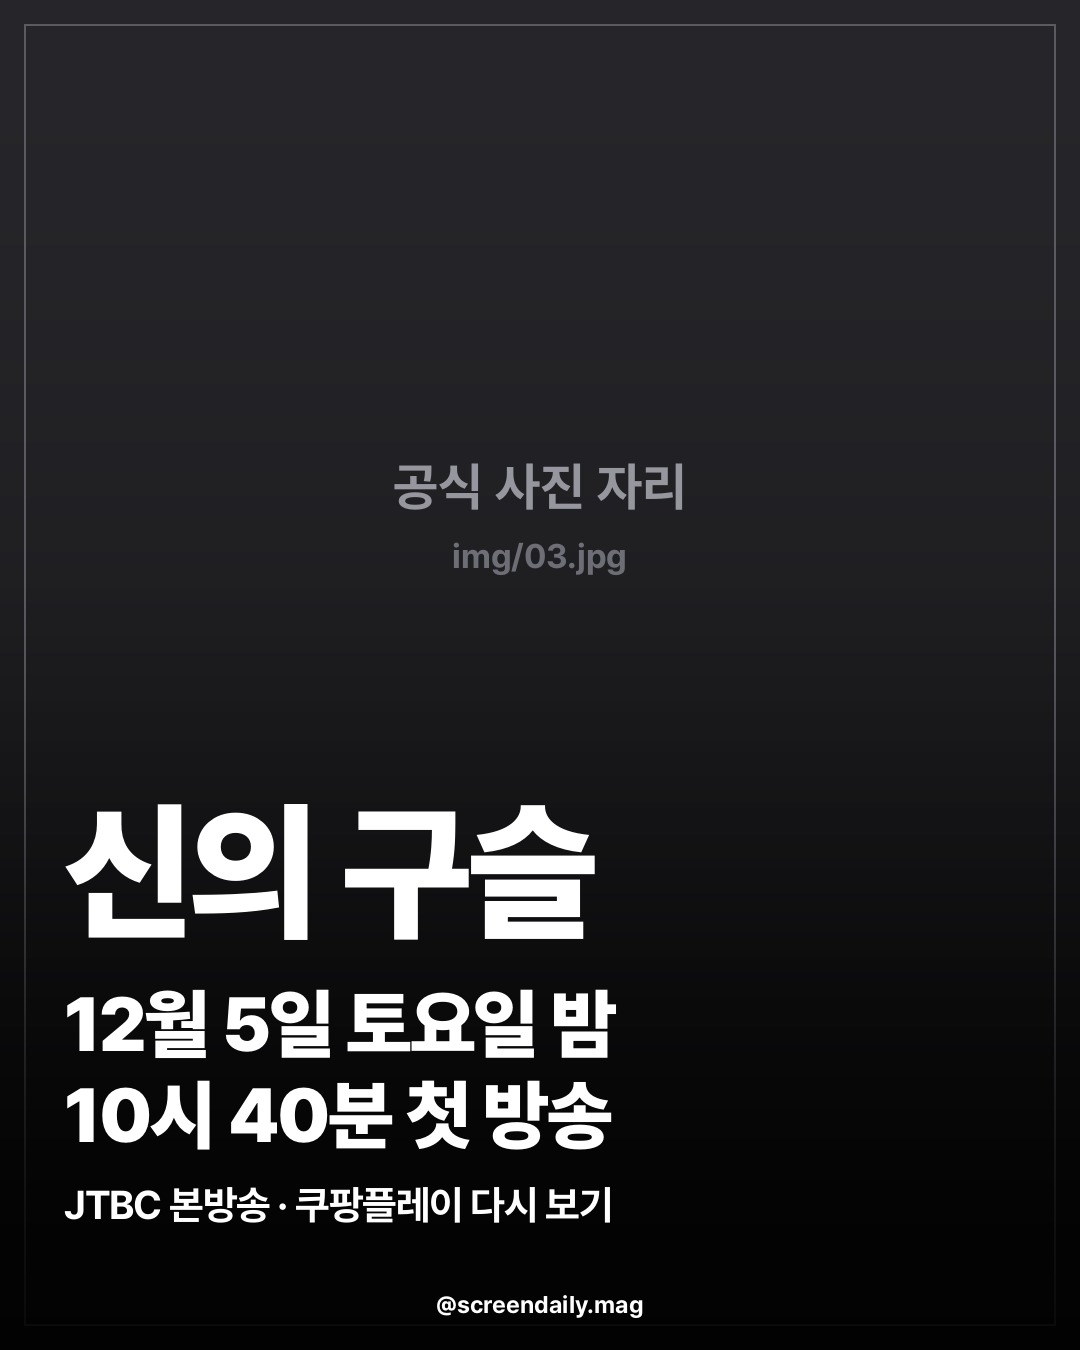 공식 사진 자리
img/03.jpg
신의 구슬
12월 5일 토요일 밤
10시 40분 첫 방송
JTBC 본방송 · 쿠팡플레이 다시 보기
@screendaily.mag